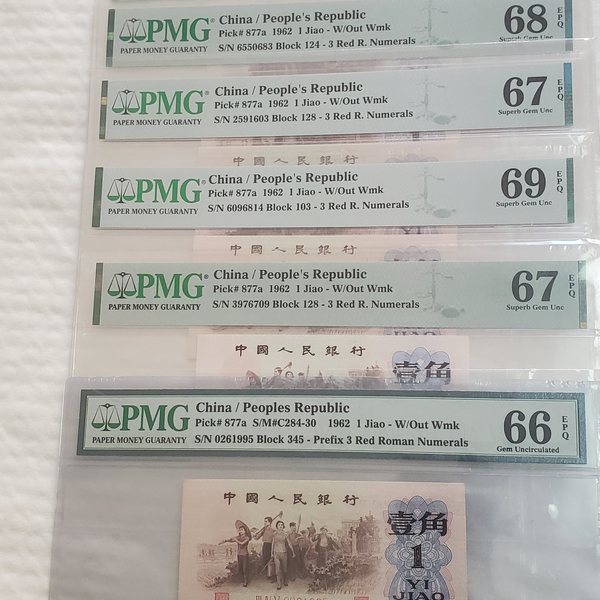 PMG
PAPER MONEY GUARANTY
China / People's Republic
Pick# 877a 1962 1 Jiao - W/Out Wmk
S/N 6550683 Block 124 - 3 Red R. Numerals
68 EPQ
Superb Gem Unc
PMG
PAPER MONEY GUARANTY
China / People's Republic
Pick# 877a 1962 1 Jiao - W/Out Wmk
S/N 2591603 Block 128 - 3 Red R. Numerals
67 EPQ
Superb Gem Unc
中國人民銀行
PMG
PAPER MONEY GUARANTY
China / People's Republic
Pick# 877a 1962 1 Jiao - W/Out Wmk
S/N 6096814 Block 103 - 3 Red R. Numerals
69 EPQ
Superb Gem Unc
YI
中國人民銀行
PMG
PAPER MONEY GUARANTY
China / People's Republic
Pick# 877a 1962 1 Jiao - W/Out Wmk
S/N 3976709 Block 128 - 3 Red R. Numerals
67 EPQ
Superb Gem Unc
中國人民銀行
壹角
PMG
PAPER MONEY GUARANTY
China / Peoples Republic
Pick# 877a S/M#C284-30 1962 1 Jiao - W/Out Wmk
S/N 0261995 Block 345 - Prefix 3 Red Roman Numerals
66 EPQ
Gem Uncirculated
中國人民銀行
壹角
1
YI
JIAO